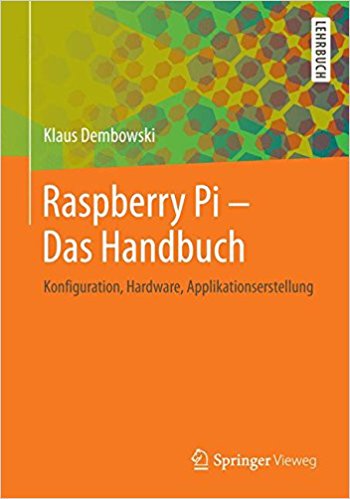 LEHRBUCH
Klaus Dembowski
Raspberry Pi –
Das Handbuch
Konfiguration, Hardware, Applikationserstellung
Springer Vieweg